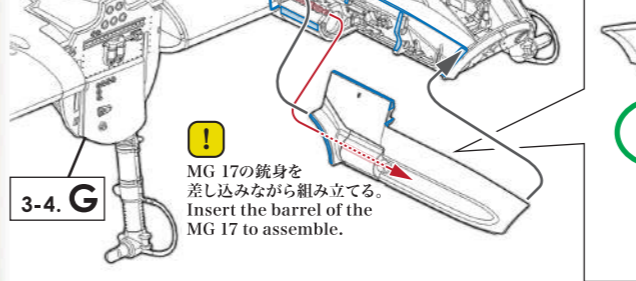 !
MG 17の銃身を
差し込みながら組み立てる。
Insert the barrel of the
MG 17 to assemble.
3-4. G